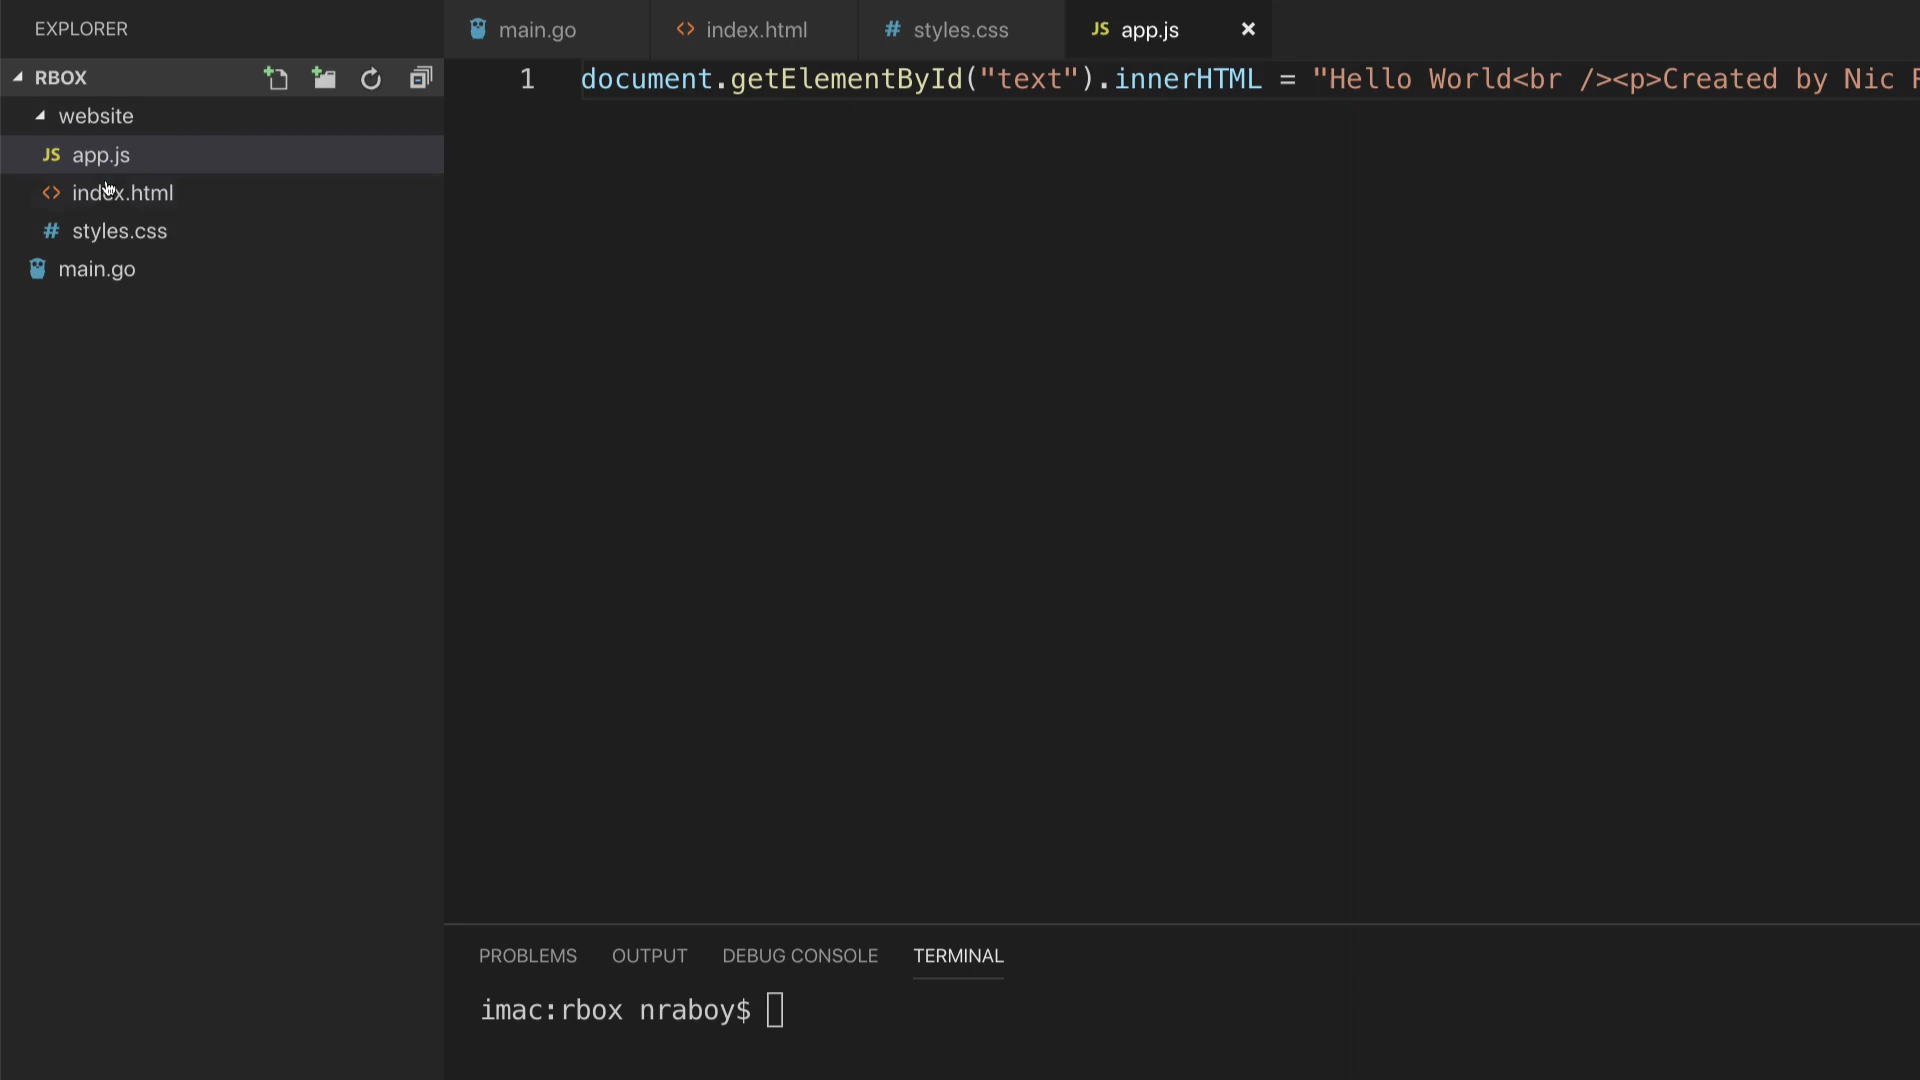 EXPLORER
RBOX
website
JS app.js
<> index.html
# styles.css
main.go
main.go <> index.html # styles.css JS app.js ×
1 document.getElementById("text").innerHTML = "Hello World<br /><p>Created by Nic
PROBLEMS OUTPUT DEBUG CONSOLE TERMINAL
imac:rbox nraboy$